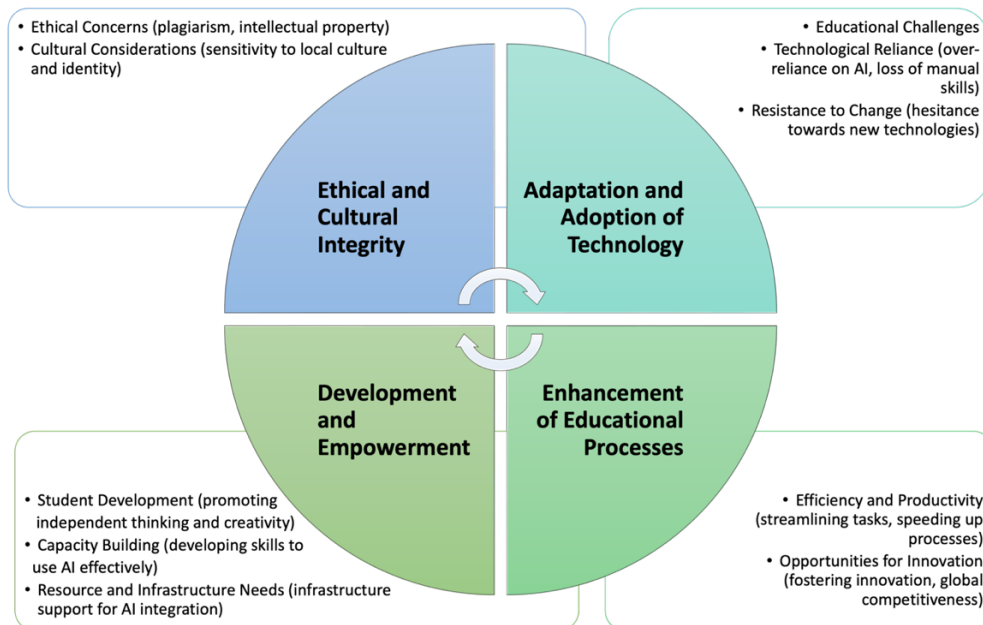 • Ethical Concerns (plagiarism, intellectual property)
• Cultural Considerations (sensitivity to local culture
and identity)
• Educational Challenges
• Technological Reliance (over-
reliance on AI, loss of manual
skills)
• Resistance to Change (hesitance
towards new technologies)
Ethical and
Cultural
Integrity
Adaptation and
Adoption of
Technology
Development
and
Empowerment
Enhancement
of Educational
Processes
• Student Development (promoting
independent thinking and creativity)
• Capacity Building (developing skills to
use AI effectively)
• Resource and Infrastructure Needs (infrastructure
support for AI integration)
• Efficiency and Productivity
(streamlining tasks, speeding up
processes)
• Opportunities for Innovation
(fostering innovation, global
competitiveness)